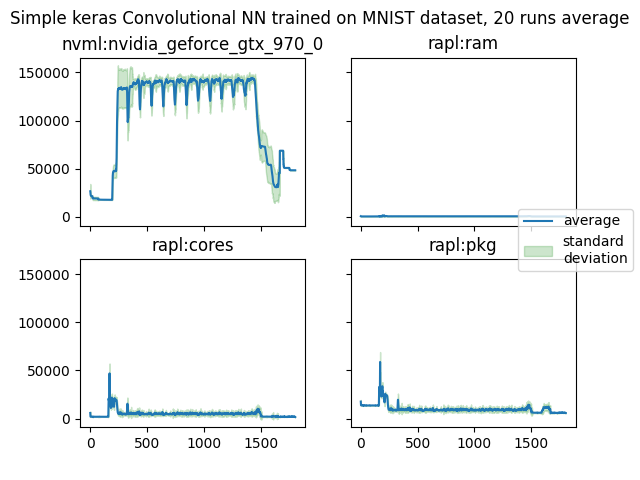 Simple keras Convolutional NN trained on MNIST dataset, 20 runs average
nvml:nvidia_geforce_gtx_970_0
rapl:ram
150000
100000
50000
0
average
standard
deviation
rapl:cores
rapl:pkg
150000
100000
50000
0
0
500
1000
1500
0
500
1000
1500